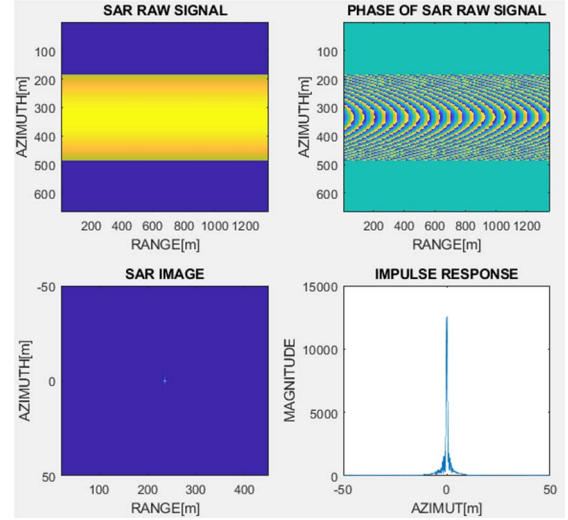 SAR RAW SIGNAL
AZIMUTH[m]
100
200
300
400
500
600
200 400 600 800 1000 1200
RANGE[m]
PHASE OF SAR RAW SIGNAL
AZIMUTH[m]
100
200
300
400
500
600
200 400 600 800 1000 1200
RANGE[m]
SAR IMAGE
AZIMUTH[m]
-50
0
50
100 200 300 400
RANGE[m]
IMPULSE RESPONSE
MAGNITUDE
15000
10000
5000
0
-50 0 50
AZIMUT[m]